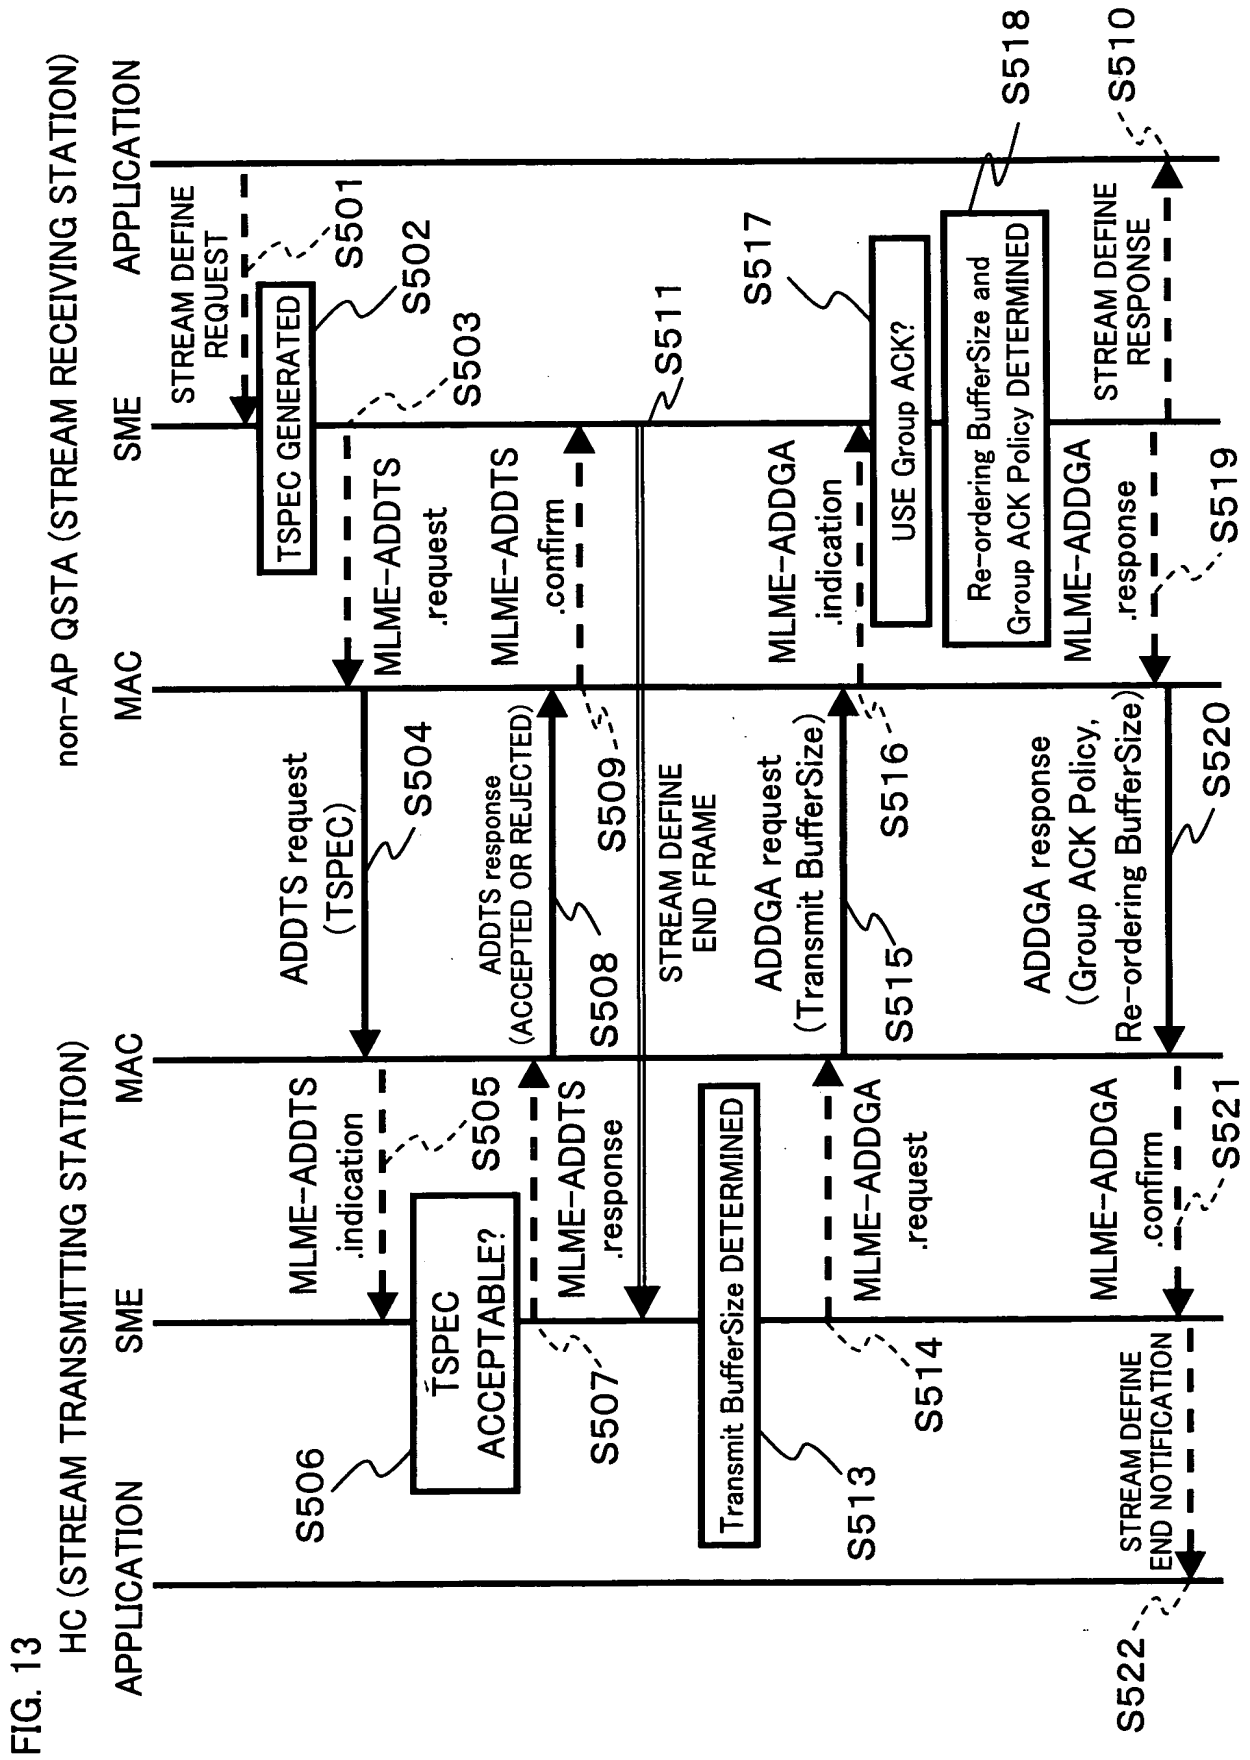 FIG. 13
HC (STREAM TRANSMITTING STATION)
non-AP QSTA (STREAM RECEIVING STATION)
APPLICATION
SME
MAC
MAC
SME
APPLICATION
STREAM DEFINE
REQUEST
S501
TSPEC GENERATED
S502
MLME-ADDTS
.request
S503
ADDTS request
(TSPEC)
S504
MLME-ADDTS
.indication
S505
TSPEC
ACCEPTABLE?
S506
MLME-ADDTS
.response
S507
ADDTS response
(ACCEPTED OR REJECTED)
S508
MLME-ADDTS
.confirm
S509
STREAM DEFINE
END FRAME
S511
Transmit BufferSize DETERMINED
S513
MLME-ADDGA
.request
S514
ADDGA request
(Transmit BufferSize)
S515
MLME-ADDGA
.indication
S516
USE Group ACK?
S517
Re-ordering BufferSize and
Group ACK Policy DETERMINED
S518
MLME-ADDGA
.response
S519
STREAM DEFINE
RESPONSE
S510
ADDGA response
(Group ACK Policy,
Re-ordering BufferSize)
S520
MLME-ADDGA
.confirm
S521
STREAM DEFINE
END NOTIFICATION
S522